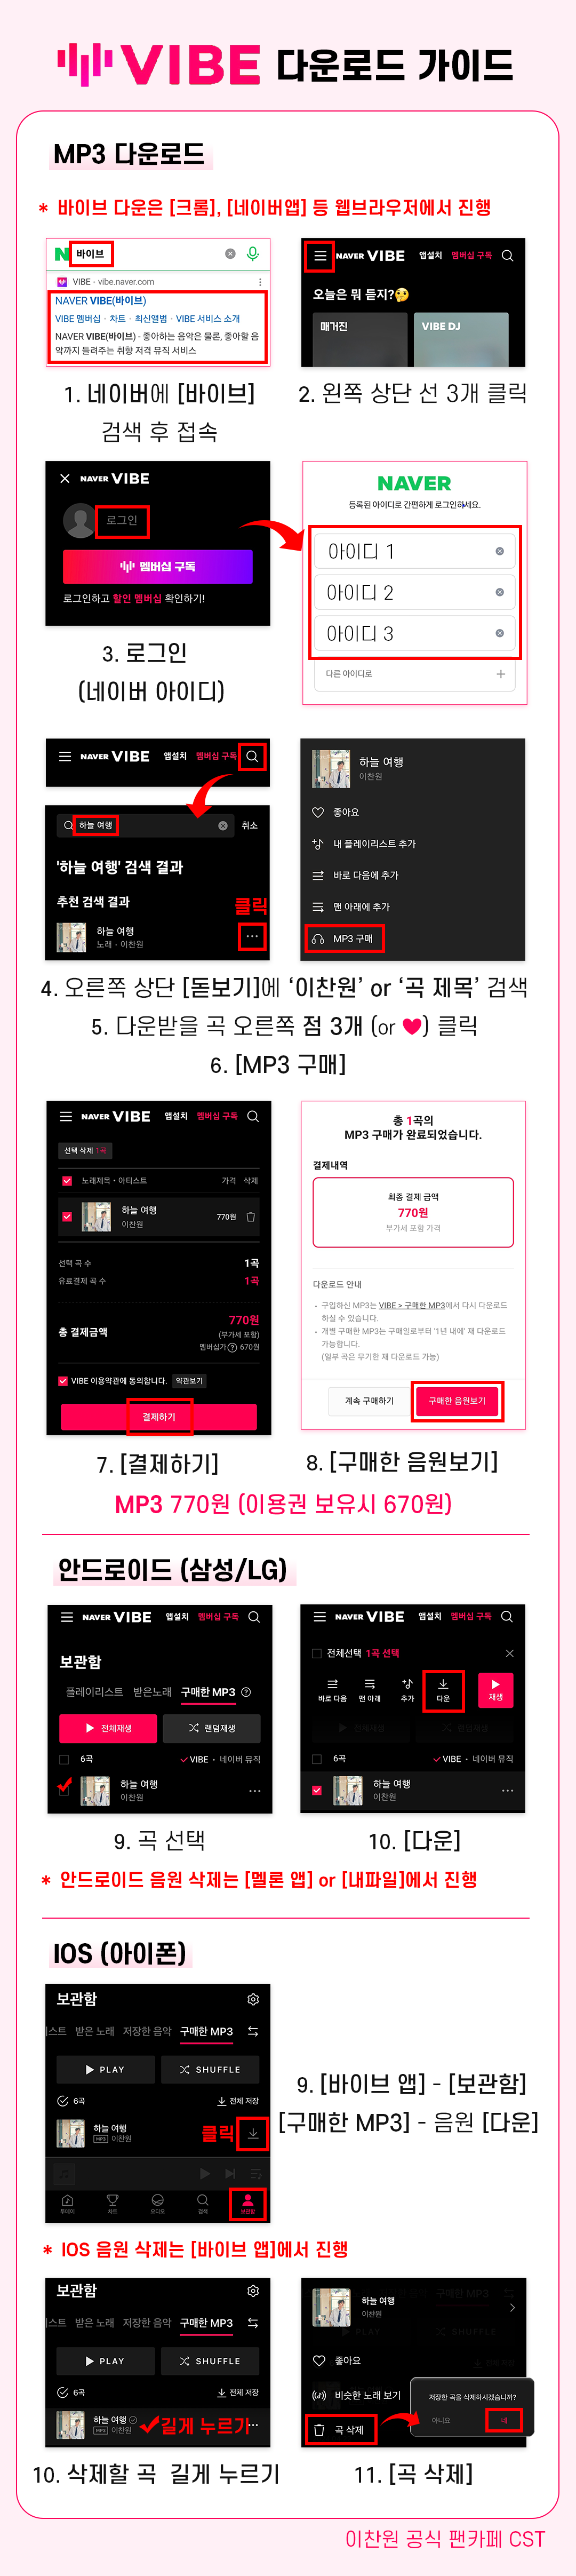 VIBE 다운로드 가이드
MP3 다운로드
* 바이브 다운은 [크롬], [네이버앱] 등 웹브라우저에서 진행
N 바이브
VIBE · vibe.naver.com
NAVER VIBE(바이브)
VIBE 멤버십 · 차트 · 최신앨범 · VIBE 서비스 소개
NAVER VIBE(바이브) - 좋아하는 음악은 물론, 좋아할 음
악까지 들려주는 취향 저격 뮤직 서비스
NAVER VIBE 앱설치 멤버십 구독
오늘은 뭐 듣지?🤔
매거진
VIBE DJ
1. 네이버에 [바이브]
검색 후 접속
2. 왼쪽 상단 선 3개 클릭
NAVER VIBE
로그인
멤버십 구독
로그인하고 할인 멤버십 확인하기!
NAVER
등록된 아이디로 간편하게 로그인하세요.
아이디 1
아이디 2
아이디 3
다른 아이디로
3. 로그인
(네이버 아이디)
NAVER VIBE 앱설치 멤버십 구독
하늘 여행 취소
'하늘 여행' 검색 결과
추천 검색 결과
클릭
하늘 여행
노래 · 이찬원
하늘 여행
이찬원
좋아요
내 플레이리스트 추가
바로 다음에 추가
맨 아래에 추가
MP3 구매
4. 오른쪽 상단 [돋보기]에 ‘이찬원’ or ‘곡 제목’ 검색
5. 다운받을 곡 오른쪽 점 3개 (or ♥) 클릭
6. [MP3 구매]
NAVER VIBE 앱설치 멤버십 구독
선택 삭제 1곡
노래제목 · 아티스트 가격 삭제
하늘 여행
이찬원
770원
선택 곡 수 1곡
유료결제 곡 수 1곡
총 결제금액 770원
(부가세 포함)
멤버십가 ? 670원
VIBE 이용약관에 동의합니다. 약관보기
결제하기
총 1곡의
MP3 구매가 완료되었습니다.
결제내역
최종 결제 금액
770원
부가세 포함 가격
다운로드 안내
· 구입하신 MP3는 VIBE > 구매한 MP3에서 다시 다운로드
하실 수 있습니다.
· 개별 구매한 MP3는 구매일로부터 '1년 내에' 재 다운로드
가능합니다.
(일부 곡은 무기한 재 다운로드 가능)
계속 구매하기
구매한 음원보기
7. [결제하기]
8. [구매한 음원보기]
MP3 770원 (이용권 보유시 670원)
안드로이드 (삼성/LG)
NAVER VIBE 앱설치 멤버십 구독
보관함
플레이리스트 받은노래 구매한 MP3 ?
전체재생
랜덤재생
6곡 VIBE · 네이버 뮤직
하늘 여행
이찬원
NAVER VIBE 앱설치 멤버십 구독
전체선택 1곡 선택
바로 다음 맨 아래 추가 다운 재생
6곡 VIBE · 네이버 뮤직
하늘 여행
이찬원
9. 곡 선택
10. [다운]
* 안드로이드 음원 삭제는 [멜론 앱] or [내파일]에서 진행
IOS (아이폰)
보관함
리스트 받은 노래 저장한 음악 구매한 MP3
PLAY
SHUFFLE
6곡 전체 저장
하늘 여행
MP3 이찬원
클릭
투데이 차트 오디오 검색 보관함
9. [바이브 앱] - [보관함]
[구매한 MP3] - 음원 [다운]
* IOS 음원 삭제는 [바이브 앱]에서 진행
보관함
리스트 받은 노래 저장한 음악 구매한 MP3
PLAY
SHUFFLE
6곡 전체 저장
하늘 여행
MP3 이찬원
길게 누르기
하늘 여행
이찬원
좋아요
비슷한 노래 보기
곡 삭제
저장한 곡을 삭제하시겠습니까?
아니요 네
10. 삭제할 곡 길게 누르기
11. [곡 삭제]
이찬원 공식 팬카페 CST